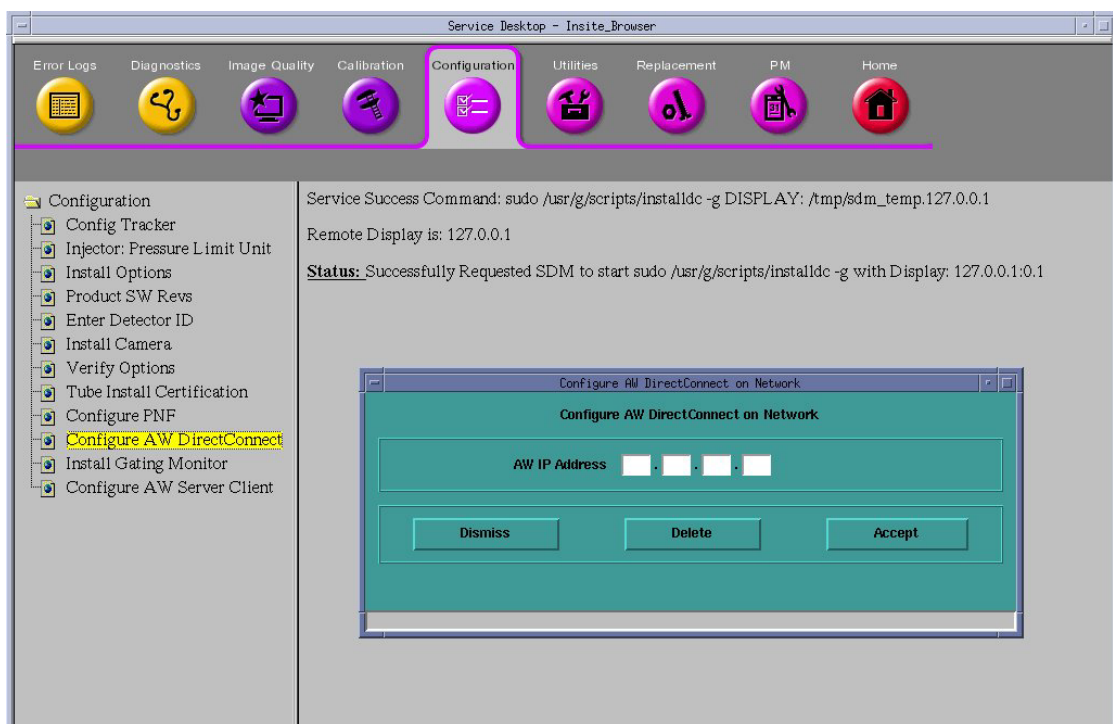 Service Desktop - Insite_Browser
Error Logs
Diagnostics
Image Quality
Calibration
Configuration
Utilities
Replacement
PM
Home
31
Configuration
Config Tracker
Injector: Pressure Limit Unit
Install Options
Product SW Revs
Enter Detector ID
Install Camera
Verify Options
Tube Install Certification
Configure PNF
Configure AW DirectConnect
Install Gating Monitor
Configure AW Server Client
Service Success Command: sudo /usr/g/scripts/installdc -g DISPLAY: /tmp/sdm_temp.127.0.0.1
Remote Display is: 127.0.0.1
Status: Successfully Requested SDM to start sudo /usr/g/scripts/installdc -g with Display: 127.0.0.1:0.1
Configure AW DirectConnect on Network
Configure AW DirectConnect on Network
AW IP Address . . .
Dismiss
Delete
Accept